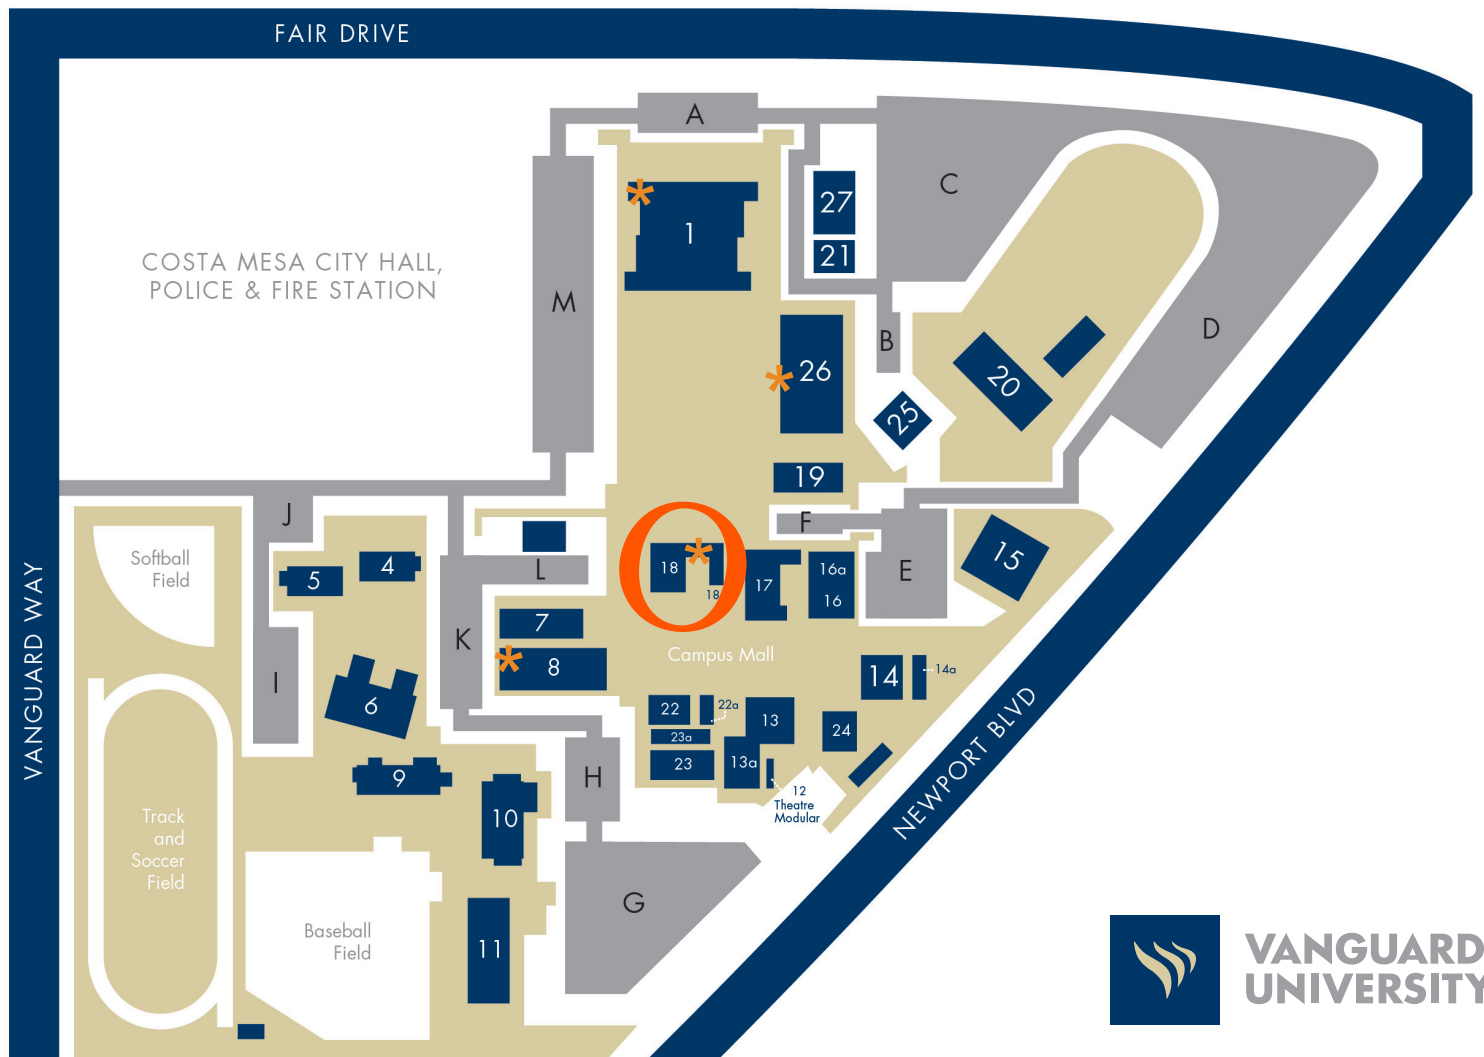 FAIR DRIVE
A
C
27
1
21
COSTA MESA CITY HALL,
POLICE & FIRE STATION
M
B
D
26
20
25
19
J
F
Softball
Field
4
5
L
18
18
17
16a
16
E
15
VANGUARD WAY
7
K
8
Campus Mall
I
6
14
14a
22
22a
13
23a
24
23
13a
9
H
12
Theatre
Modular
10
NEWPORT BLVD
Track
and
Soccer
Field
G
Baseball
Field
11
VANGUARD
UNIVERSITY